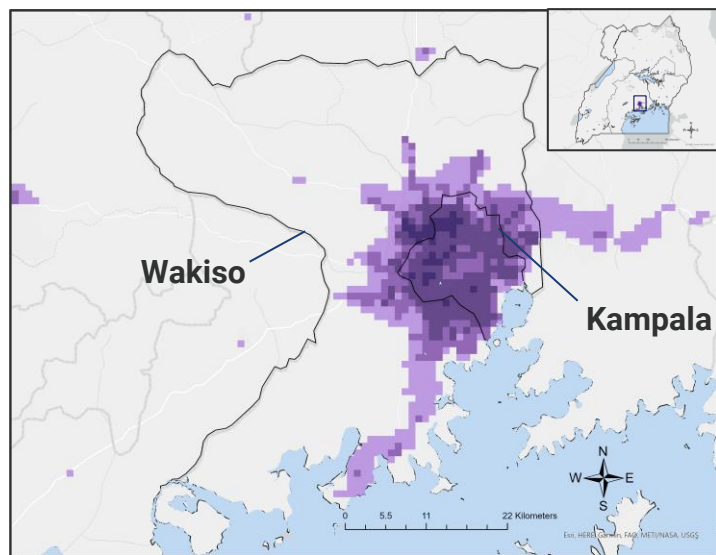 Wakiso
Kampala
N
W E
S
0 5.5 11 22 Kilometers
Esri, HERE, Garmin, FAO, METI/NASA, USGS